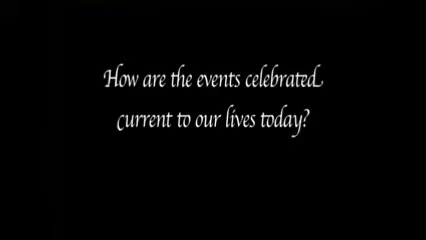 How are the events celebrated
current to our lives today?